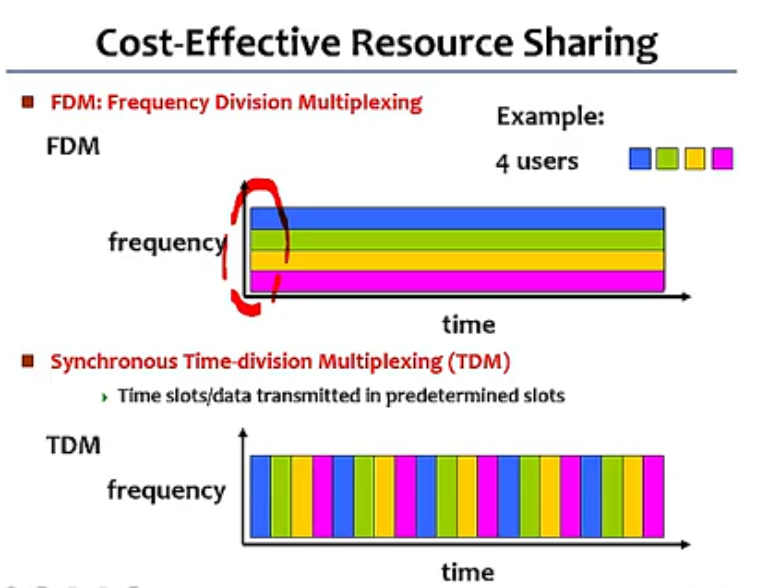 Cost-Effective Resource Sharing
FDM: Frequency Division Multiplexing
Example:
FDM
4 users
frequency
time
Synchronous Time-division Multiplexing (TDM)
Time slots/data transmitted in predetermined slots
TDM
frequency
time